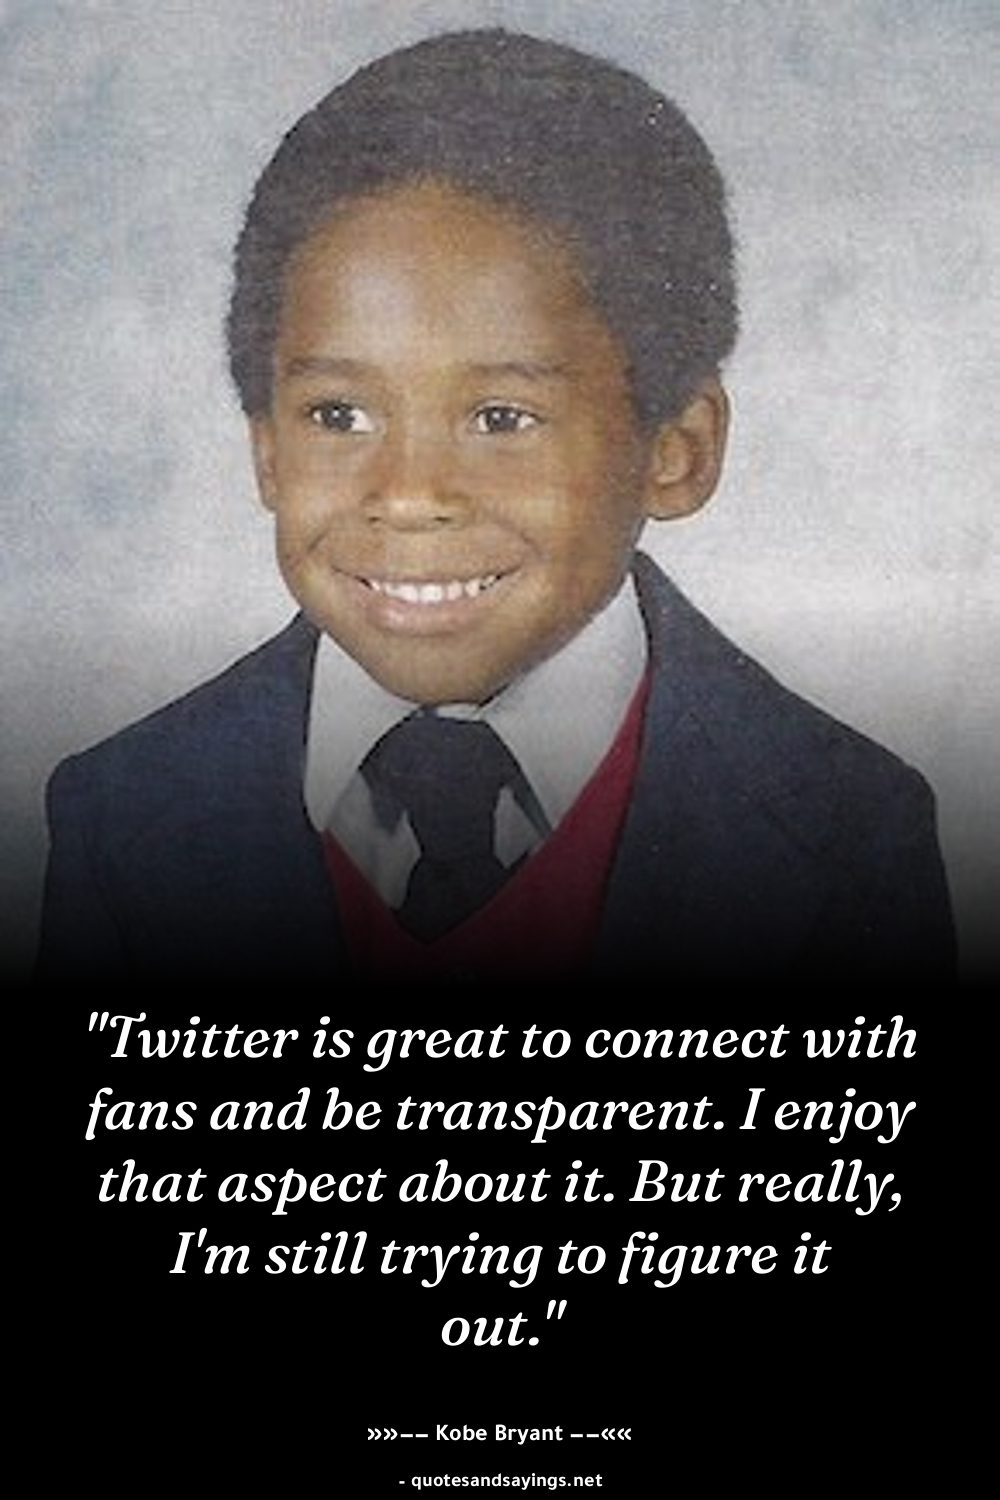 "Twitter is great to connect with
fans and be transparent. I enjoy
that aspect about it. But really,
I'm still trying to figure it
out."
»»–– Kobe Bryant ––««
- quotesandsayings.net